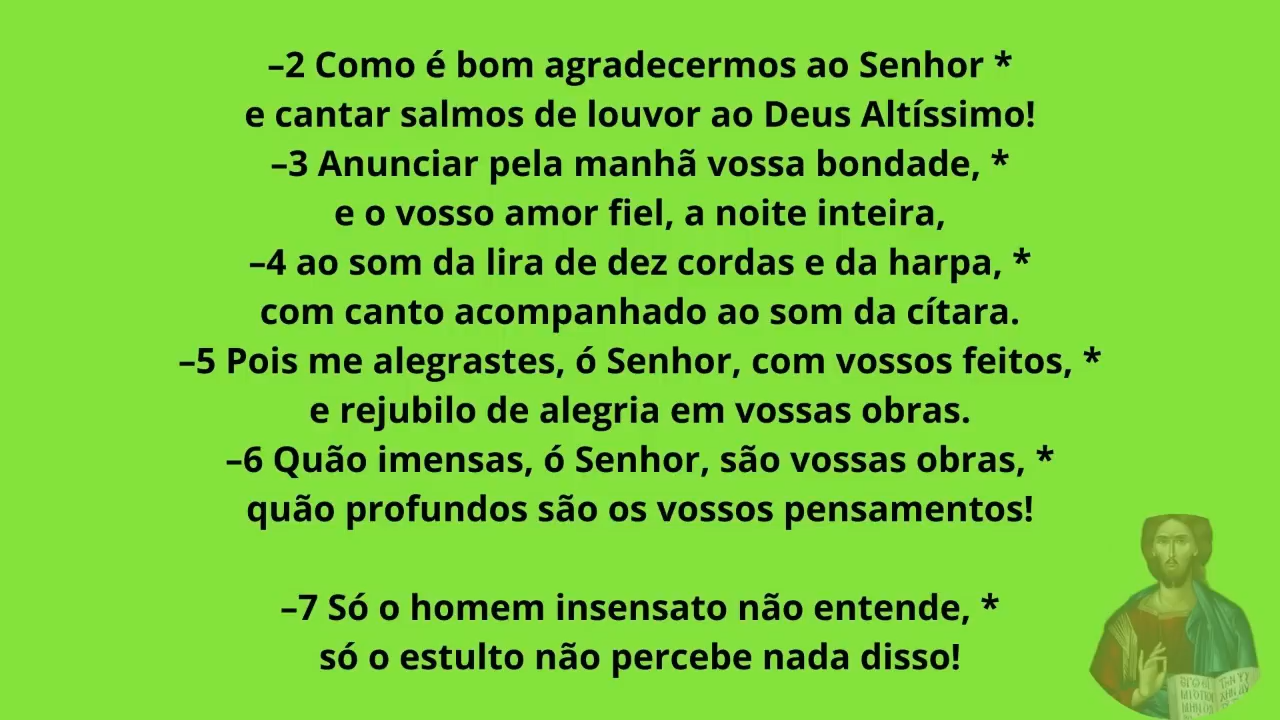 –2 Como é bom agradecermos ao Senhor *
e cantar salmos de louvor ao Deus Altíssimo!
–3 Anunciar pela manhã vossa bondade, *
e o vosso amor fiel, a noite inteira,
–4 ao som da lira de dez cordas e da harpa, *
com canto acompanhado ao som da cítara.
–5 Pois me alegrastes, ó Senhor, com vossos feitos, *
e rejubilo de alegria em vossas obras.
–6 Quão imensas, ó Senhor, são vossas obras, *
quão profundos são os vossos pensamentos!
–7 Só o homem insensato não entende, *
só o estulto não percebe nada disso!